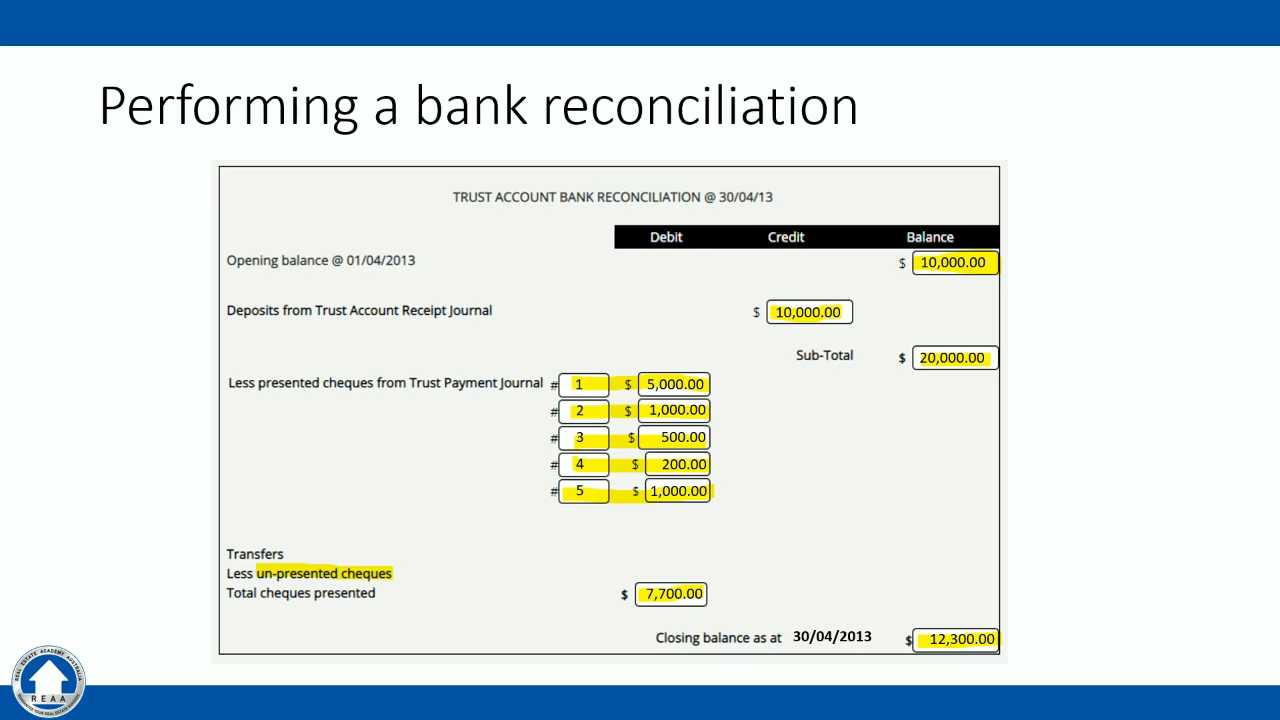 Performing a bank reconciliation
TRUST ACCOUNT BANK RECONCILIATION @ 30/04/13
Debit Credit Balance
Opening balance @ 01/04/2013 $ 10,000.00
Deposits from Trust Account Receipt Journal $ 10,000.00
Sub-Total $ 20,000.00
Less presented cheques from Trust Payment Journal # 1 $ 5,000.00
# 2 $ 1,000.00
# 3 $ 500.00
# 4 $ 200.00
# 5 $ 1,000.00
Transfers
Less un-presented cheques
Total cheques presented $ 7,700.00
Closing balance as at 30/04/2013 $ 12,300.00
REAL ESTATE ACADEMY AUSTRALIA
REAA